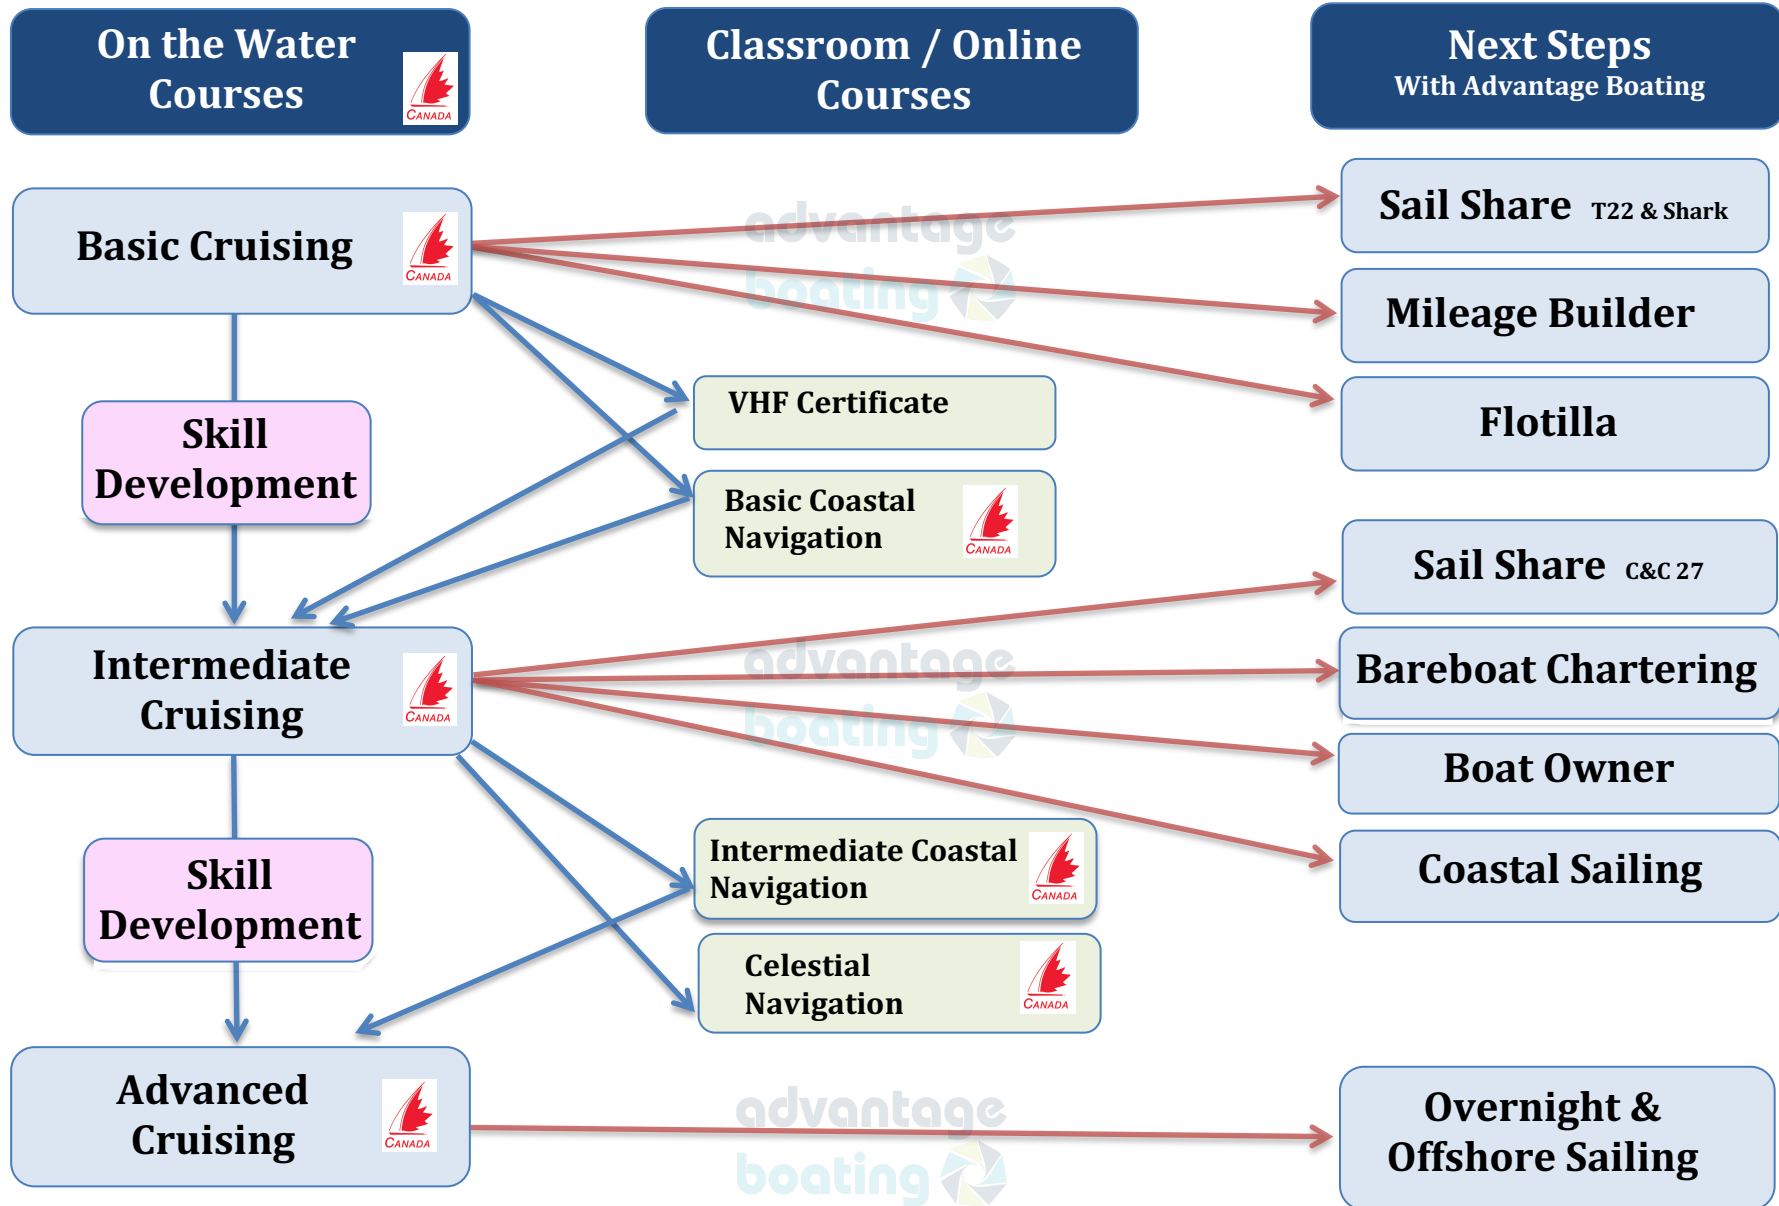 On the Water
Courses
CANADA
Classroom / Online
Courses
Next Steps
With Advantage Boating
Basic Cruising
CANADA
advantage
boating
Sail Share T22 & Shark
Mileage Builder
Flotilla
VHF Certificate
Skill
Development
Basic Coastal
Navigation
CANADA
Sail Share C&C 27
Intermediate
Cruising
CANADA
advantage
boating
Bareboat Chartering
Boat Owner
Coastal Sailing
Intermediate Coastal
Navigation
CANADA
Skill
Development
Celestial
Navigation
CANADA
Advanced
Cruising
CANADA
advantage
boating
Overnight &
Offshore Sailing